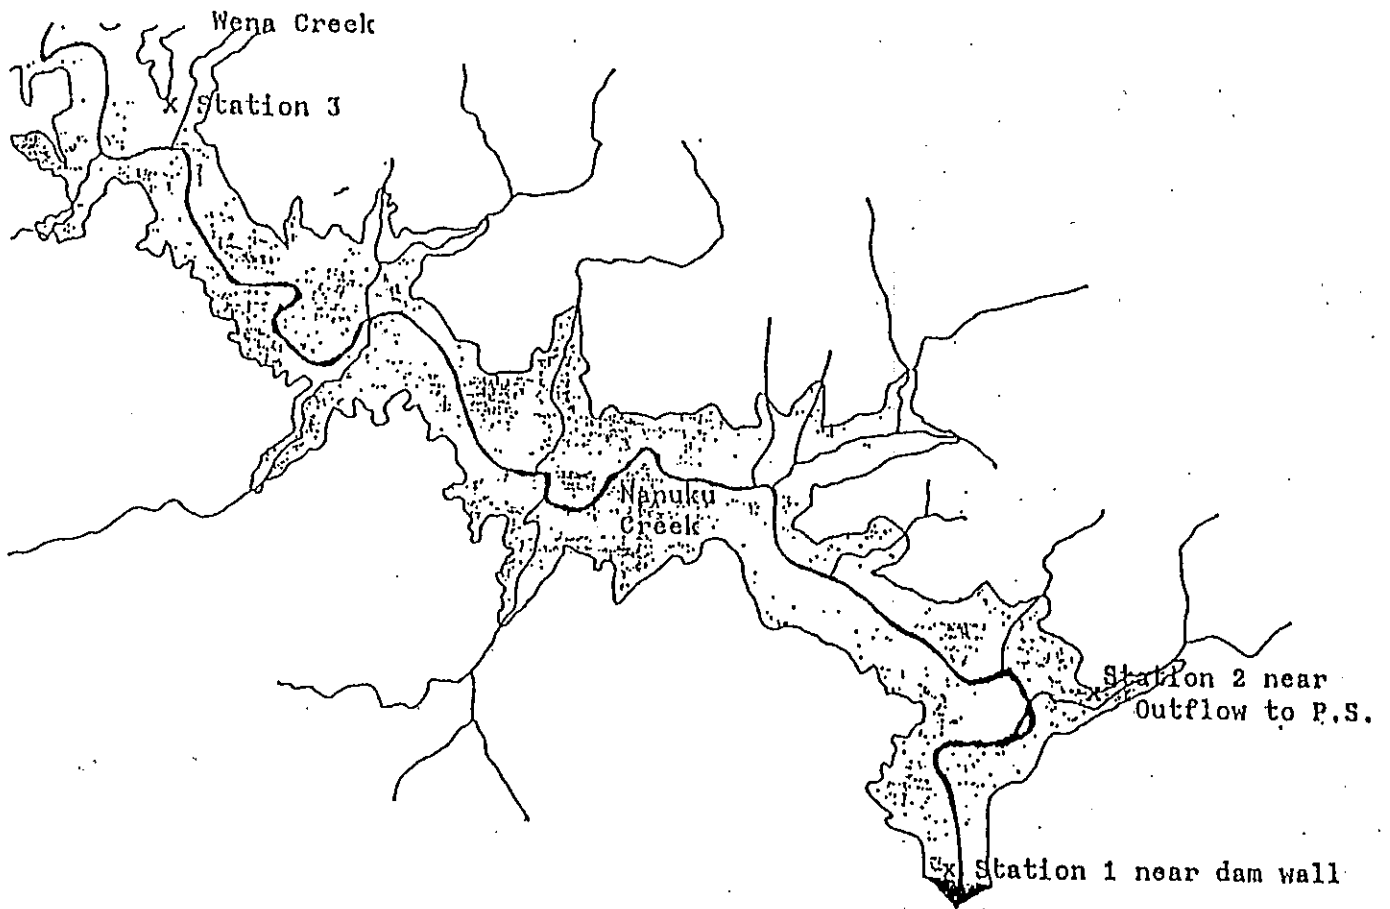 Wena Creek
x Station 3
Nanuku
Creek
x Station 2 near
Outflow to P.S.
x Station 1 near dam wall